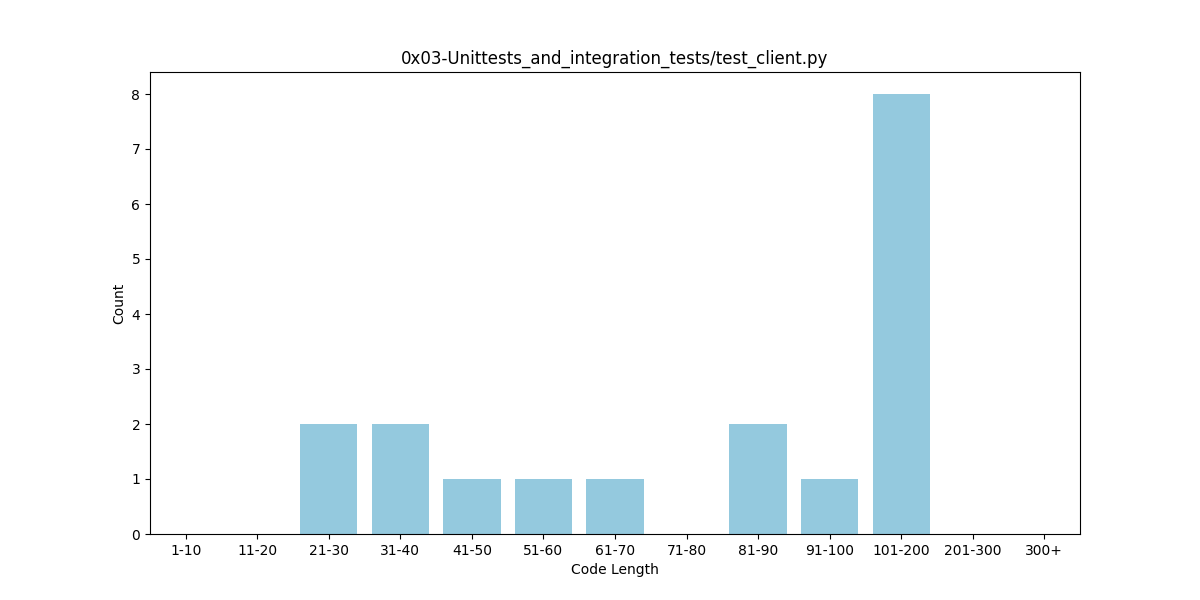 0x03-Unittests_and_integration_tests/test_client.py
Count
8
7
6
5
4
3
2
1
0
1-10 11-20 21-30 31-40 41-50 51-60 61-70 71-80 81-90 91-100 101-200 201-300 300+
Code Length